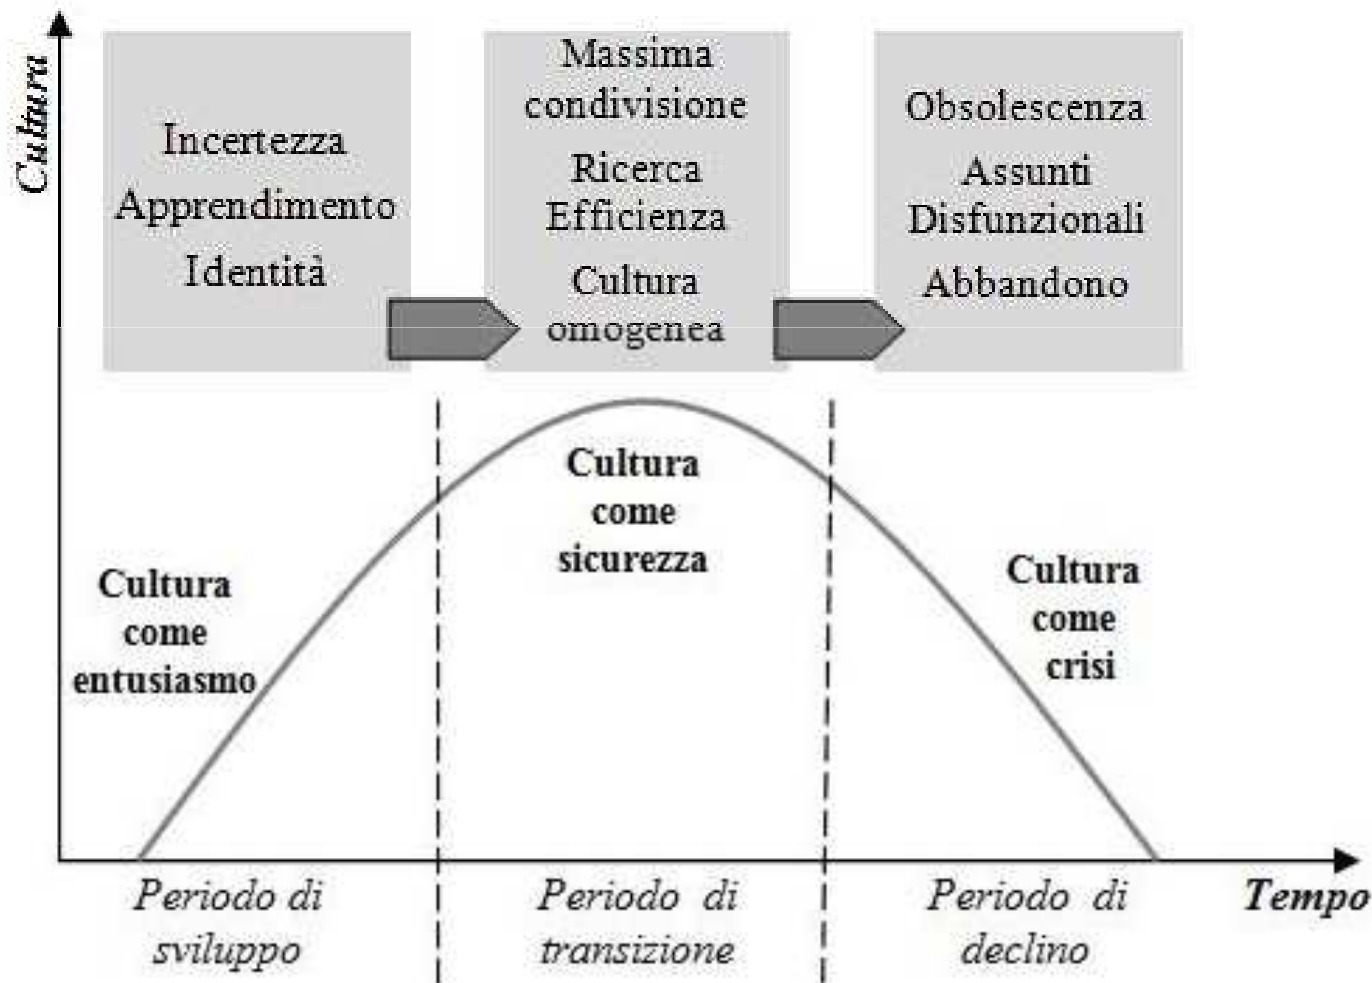 Cultura
Incertezza
Apprendimento
Identità
Massima
condivisione
Ricerca
Efficienza
Cultura
omogenea
Obsolescenza
Assunti
Disfunzionali
Abbandono
Cultura
come
entusiasmo
Cultura
come
sicurezza
Cultura
come
crisi
Periodo di
sviluppo
Periodo di
transizione
Periodo di
declino
Tempo